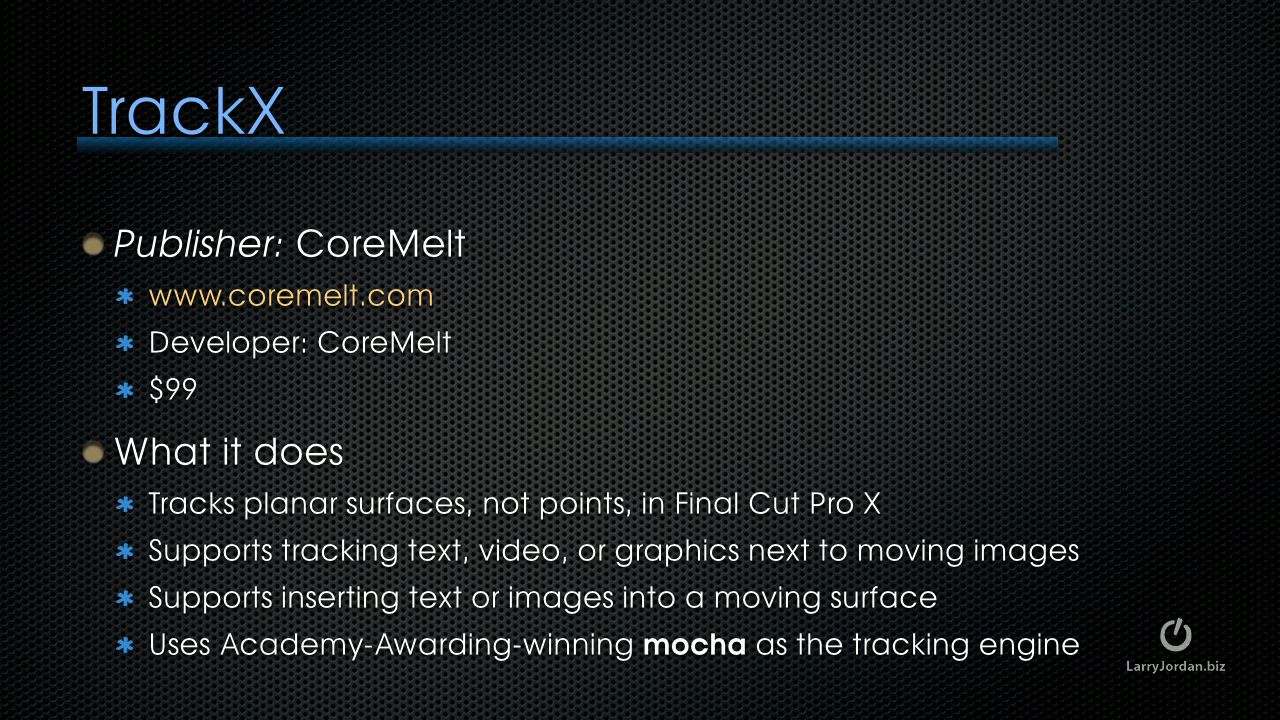 TrackX
Publisher: CoreMelt
www.coremelt.com
Developer: CoreMelt
$99
What it does
Tracks planar surfaces, not points, in Final Cut Pro X
Supports tracking text, video, or graphics next to moving images
Supports inserting text or images into a moving surface
Uses Academy-Awarding-winning mocha as the tracking engine
LarryJordan.biz